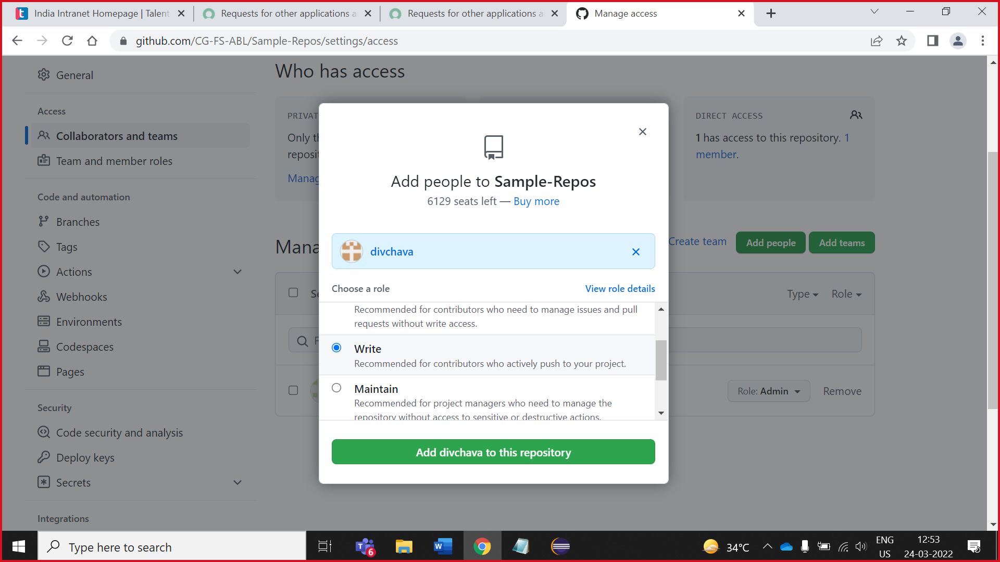 India Intranet Homepage | Talent
Requests for other applications a
Requests for other applications a
Manage access
github.com/CG-FS-ABL/Sample-Repos/settings/access
General
Access
Collaborators and teams
Team and member roles
Code and automation
Branches
Tags
Actions
Webhooks
Environments
Codespaces
Pages
Security
Code security and analysis
Deploy keys
Secrets
Integrations
Who has access
PRIVAT
Only th
reposit
Manag
DIRECT ACCESS
1 has access to this repository. 1
member.
Mana
Create team
Add people
Add teams
Se
Type
Role
F
Role: Admin
Remove
Add people to Sample-Repos
6129 seats left — Buy more
divchava
Choose a role
View role details
Recommended for contributors who need to manage issues and pull
requests without write access.
Write
Recommended for contributors who actively push to your project.
Maintain
Recommended for project managers who need to manage the
repository without access to sensitive or destructive actions.
Add divchava to this repository
Type here to search
6
34°C
ENG
US
12:53
24-03-2022